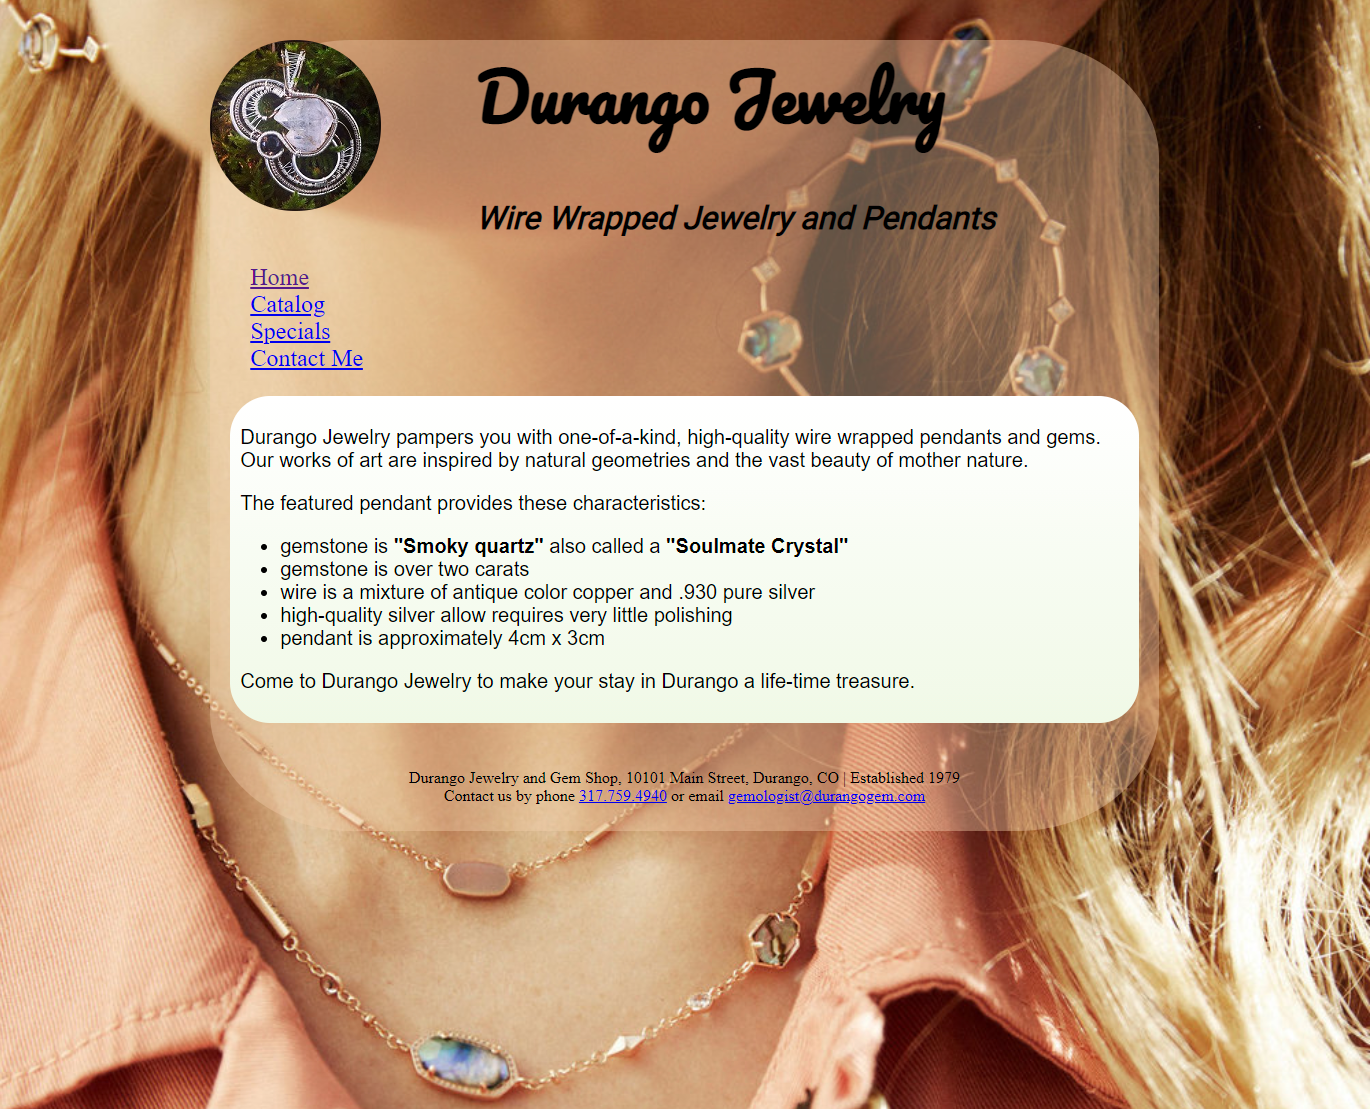 Durango Jewelry
Wire Wrapped Jewelry and Pendants
Home
Catalog
Specials
Contact Me
Durango Jewelry pampers you with one-of-a-kind, high-quality wire wrapped pendants and gems.
Our works of art are inspired by natural geometries and the vast beauty of mother nature.
The featured pendant provides these characteristics:
• gemstone is "Smoky quartz" also called a "Soulmate Crystal"
• gemstone is over two carats
• wire is a mixture of antique color copper and .930 pure silver
• high-quality silver allow requires very little polishing
• pendant is approximately 4cm x 3cm
Come to Durango Jewelry to make your stay in Durango a life-time treasure.
Durango Jewelry and Gem Shop, 10101 Main Street, Durango, CO | Established 1979
Contact us by phone 317.759.4940 or email gemologist@durangogem.com